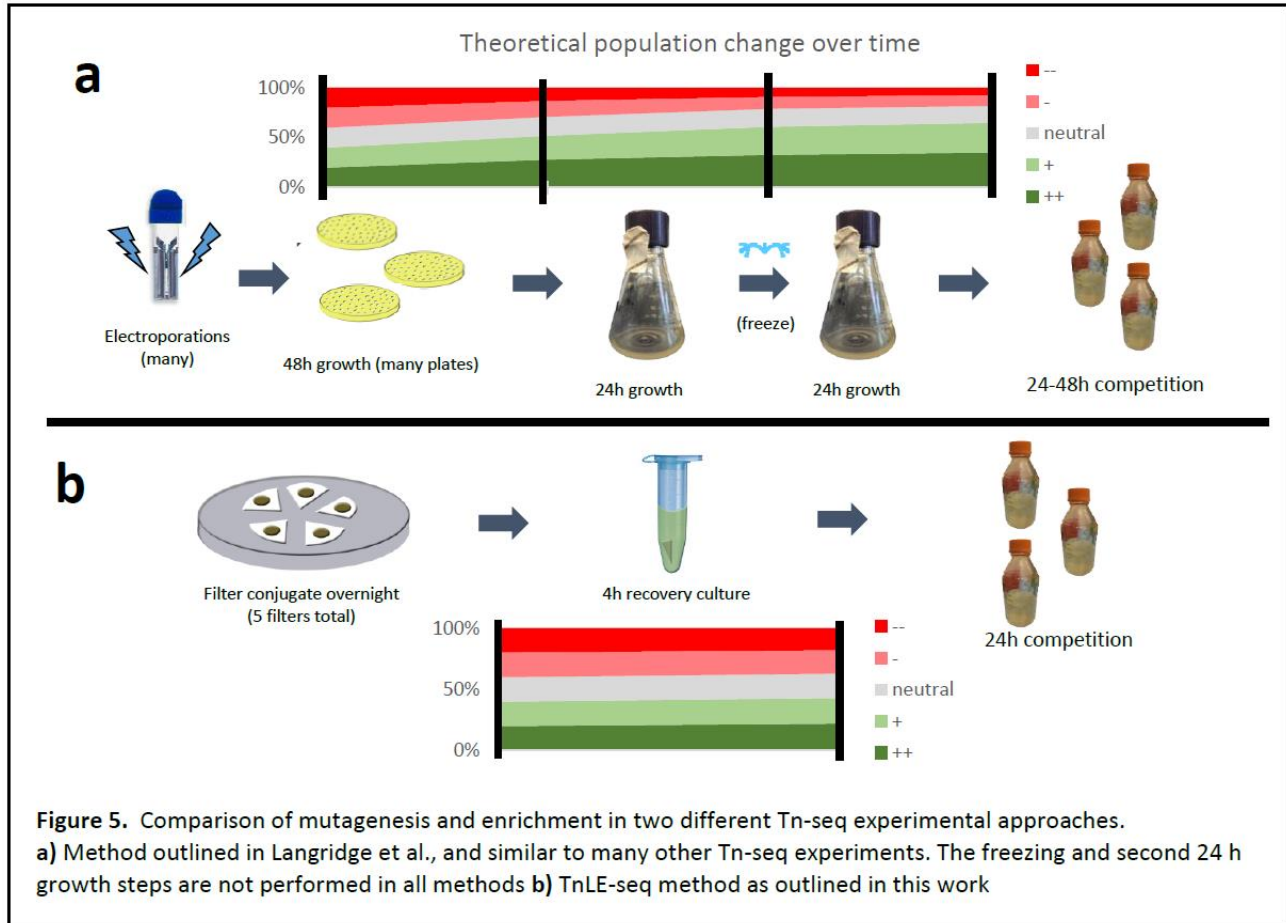 Theoretical population change over time
a
100%
50%
0%
--
-
neutral
+
++
Electroporations
(many)
48h growth (many plates)
24h growth
(freeze)
24h growth
24-48h competition
b
Filter conjugate overnight
(5 filters total)
4h recovery culture
24h competition
100%
50%
0%
--
-
neutral
+
++
Figure 5. Comparison of mutagenesis and enrichment in two different Tn-seq experimental approaches.
a) Method outlined in Langridge et al., and similar to many other Tn-seq experiments. The freezing and second 24 h
growth steps are not performed in all methods b) TnLE-seq method as outlined in this work